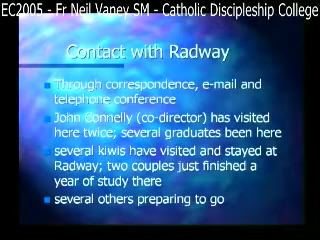 EC2005 - Fr Neil Vaney SM - Catholic Discipleship College
Contact with Radway
Through correspondence, e-mail and
telephone conference
John Connelly (co-director) has visited
here twice; several graduates been here
several kiwis have visited and stayed at
Radway; two couples just finished a
year of study there
several others preparing to go